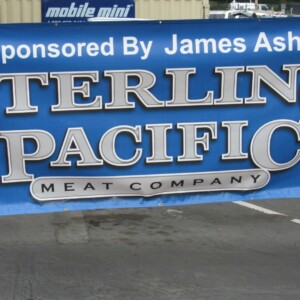 mobile mini
ponsored By James Ash
TERLIN
PACIFIC
MEAT COMPANY